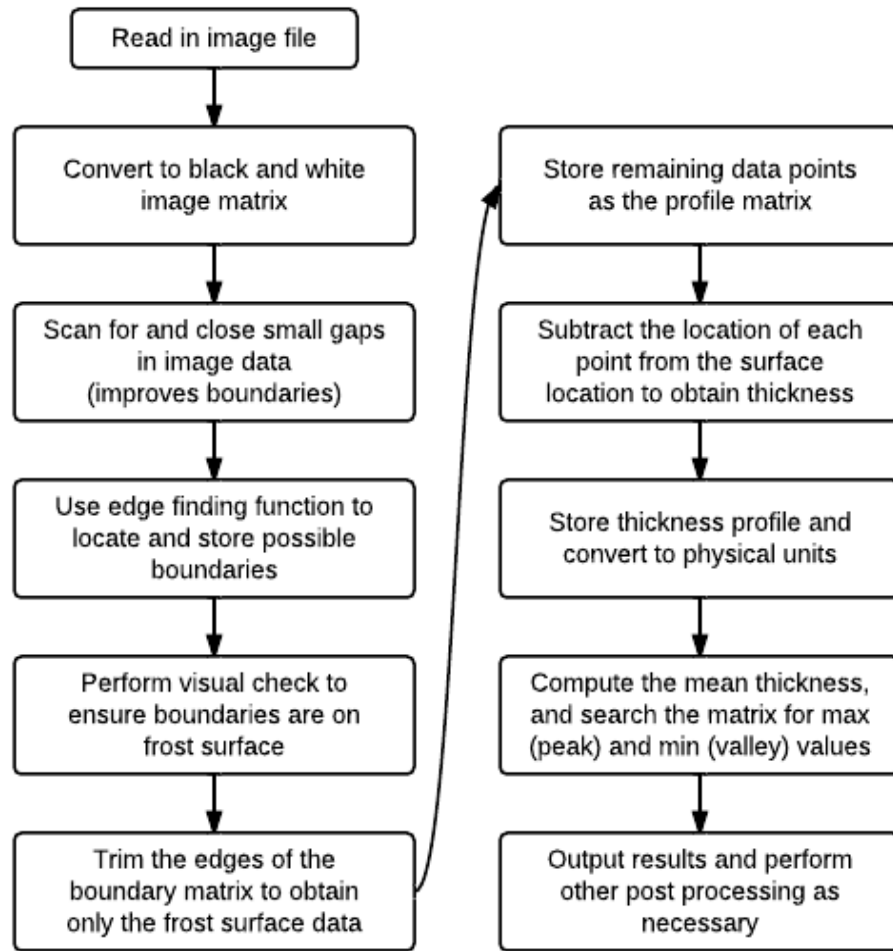 Read in image file
Convert to black and white
image matrix
Scan for and close small gaps
in image data
(improves boundaries)
Use edge finding function to
locate and store possible
boundaries
Perform visual check to
ensure boundaries are on
frost surface
Trim the edges of the
boundary matrix to obtain
only the frost surface data
Store remaining data points
as the profile matrix
Subtract the location of each
point from the surface
location to obtain thickness
Store thickness profile and
convert to physical units
Compute the mean thickness,
and search the matrix for max
(peak) and min (valley) values
Output results and perform
other post processing as
necessary